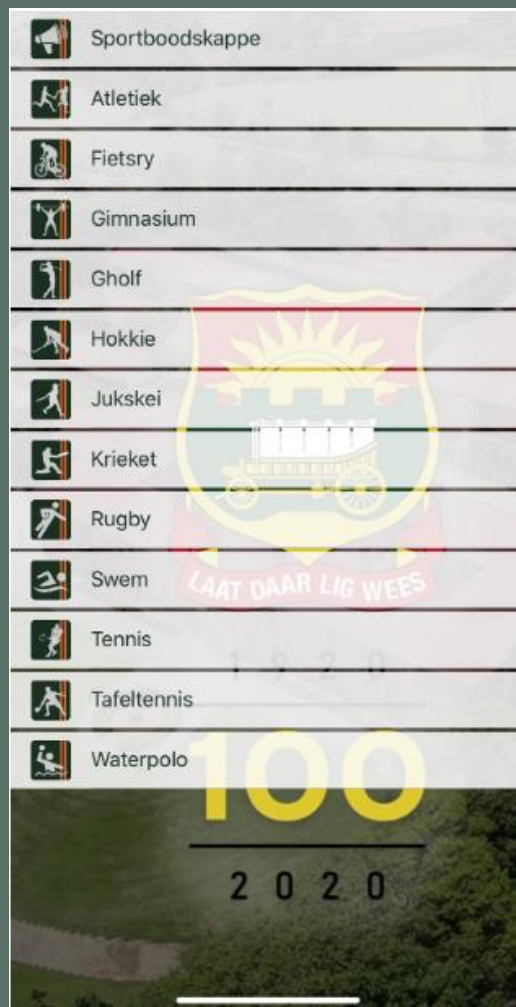 Sportboodskappe
Atletiek
Fietsry
Gimnasium
Gholf
Hokkie
Jukskei
Krieket
Rugby
Swem
LAAT DAAR LIG WEES
Tennis
1920
Tafeltennis
Waterpolo
100
2020